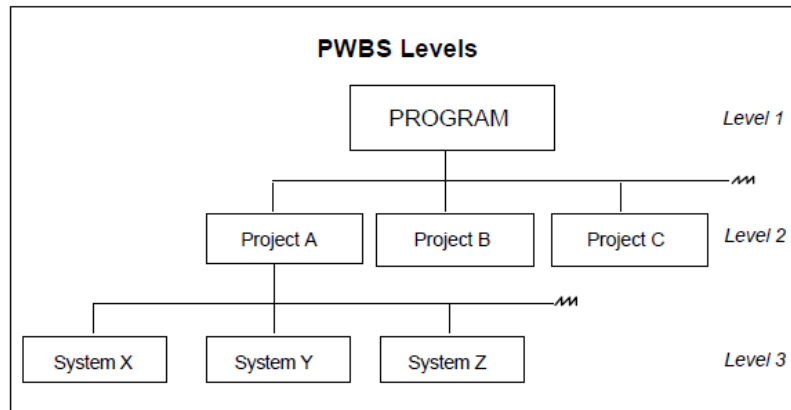 PWBS Levels
PROGRAM
Level 1
Project A
Project B
Project C
Level 2
System X
System Y
System Z
Level 3